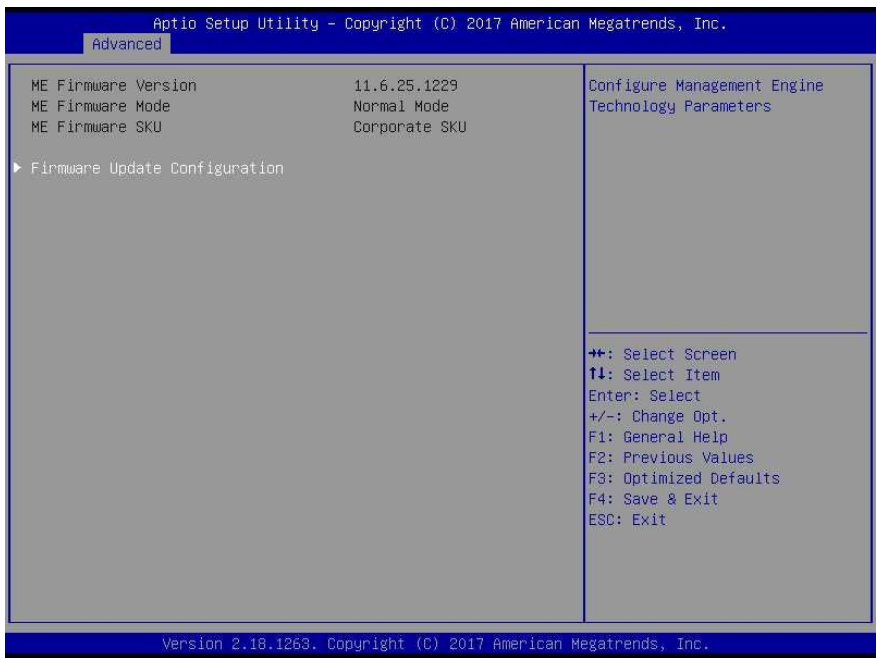 Aptio Setup Utility – Copyright (C) 2017 American Megatrends, Inc.
Advanced
ME Firmware Version 11.6.25.1229
ME Firmware Mode Normal Mode
ME Firmware SKU Corporate SKU
► Firmware Update Configuration
Configure Management Engine
Technology Parameters
→←: Select Screen
↑↓: Select Item
Enter: Select
+/-: Change Opt.
F1: General Help
F2: Previous Values
F3: Optimized Defaults
F4: Save & Exit
ESC: Exit
Version 2.18.1263. Copyright (C) 2017 American Megatrends, Inc.